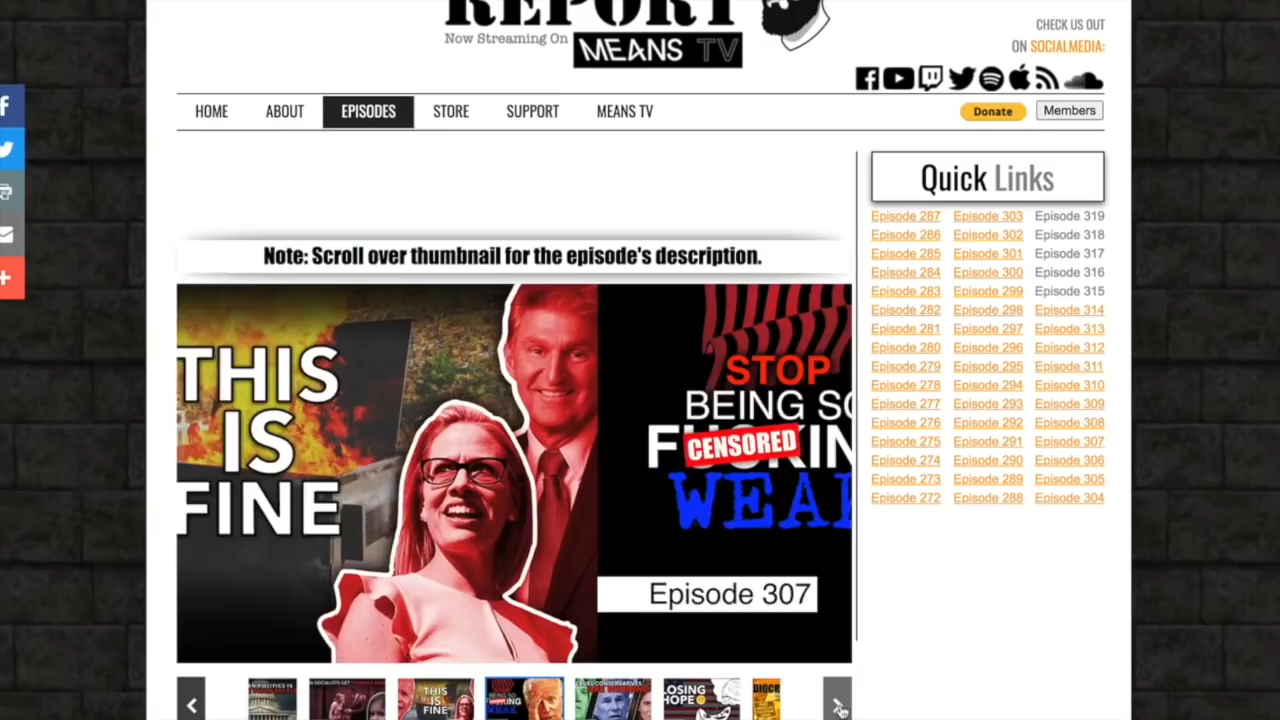 REPORT
Now Streaming On
MEANS TV
CHECK US OUT
ON SOCIALMEDIA:
HOME ABOUT EPISODES STORE SUPPORT MEANS TV
Donate
Members
Quick Links
Episode 287 Episode 303 Episode 319
Episode 286 Episode 302 Episode 318
Episode 285 Episode 301 Episode 317
Episode 284 Episode 300 Episode 316
Episode 283 Episode 299 Episode 315
Episode 282 Episode 298 Episode 314
Episode 281 Episode 297 Episode 313
Episode 280 Episode 296 Episode 312
Episode 279 Episode 295 Episode 311
Episode 278 Episode 294 Episode 310
Episode 277 Episode 293 Episode 309
Episode 276 Episode 292 Episode 308
Episode 275 Episode 291 Episode 307
Episode 274 Episode 290 Episode 306
Episode 273 Episode 289 Episode 305
Episode 272 Episode 288 Episode 304
Note: Scroll over thumbnail for the episode's description.
THIS
IS
FINE
STOP
BEING SO
CENSORED
Episode 307
THIS
IS
FINE
BEING SO
LOSING
HOPE